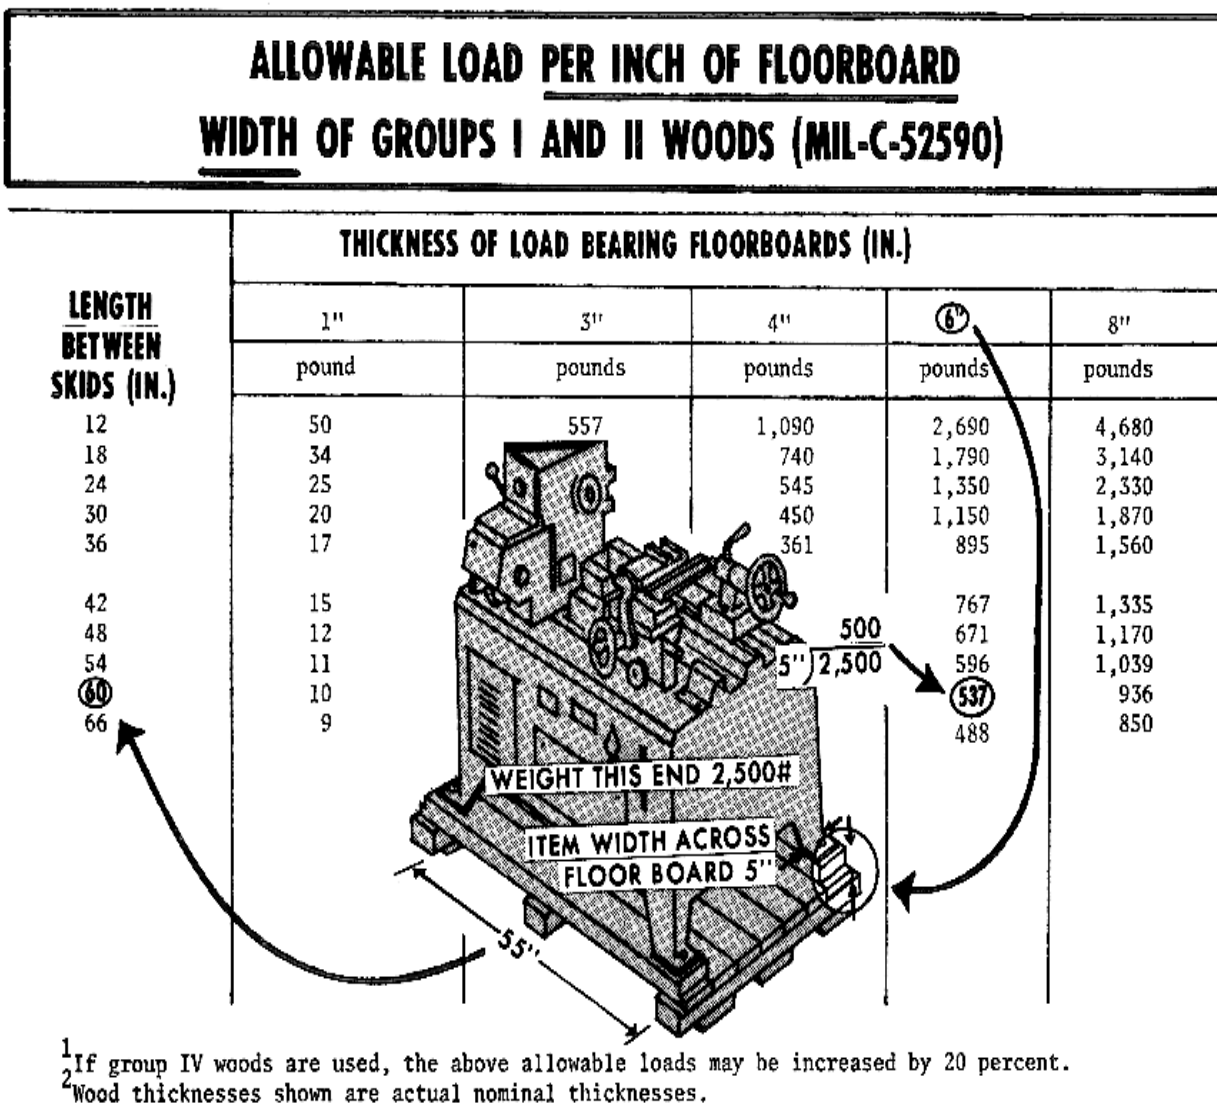 ALLOWABLE LOAD PER INCH OF FLOORBOARD
WIDTH OF GROUPS I AND II WOODS (MIL-C-52590)
THICKNESS OF LOAD BEARING FLOORBOARDS (IN.)
LENGTH
BETWEEN
SKIDS (IN.)
1" 3" 4" 6" 8"
pound pounds pounds pounds pounds
12 50 557 1,090 2,690 4,680
18 34 740 1,790 3,140
24 25 545 1,350 2,330
30 20 450 1,150 1,870
36 17 361 895 1,560
42 15 767 1,335
48 12 671 1,170
54 11 596 1,039
60 10 537 936
66 9 488 850
500
5") 2,500
WEIGHT THIS END 2,500#
ITEM WIDTH ACROSS
FLOOR BOARD 5"
55"
1If group IV woods are used, the above allowable loads may be increased by 20 percent.
2Wood thicknesses shown are actual nominal thicknesses.